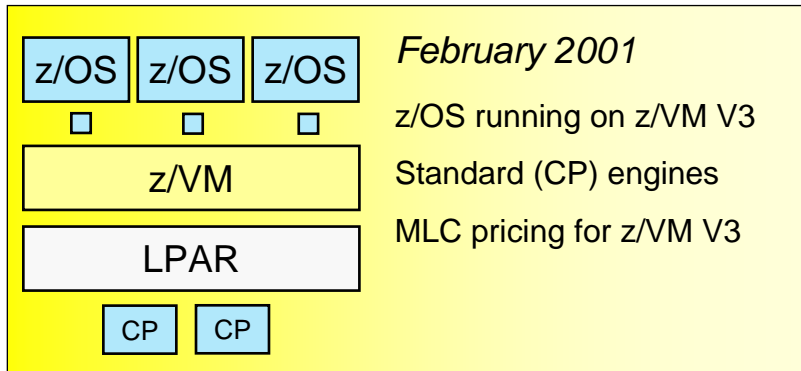 z/OS z/OS z/OS
z/VM
LPAR
CP CP
February 2001
z/OS running on z/VM V3
Standard (CP) engines
MLC pricing for z/VM V3